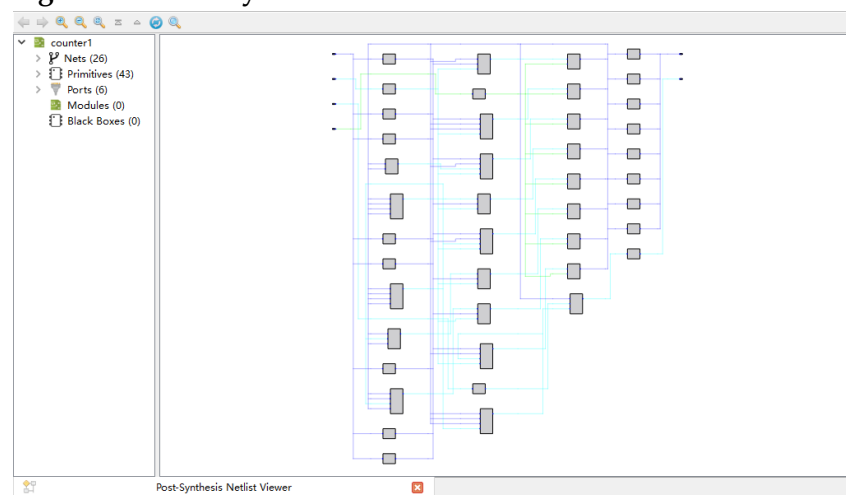 counter1
Nets (26)
Primitives (43)
Ports (6)
Modules (0)
Black Boxes (0)
Post-Synthesis Netlist Viewer